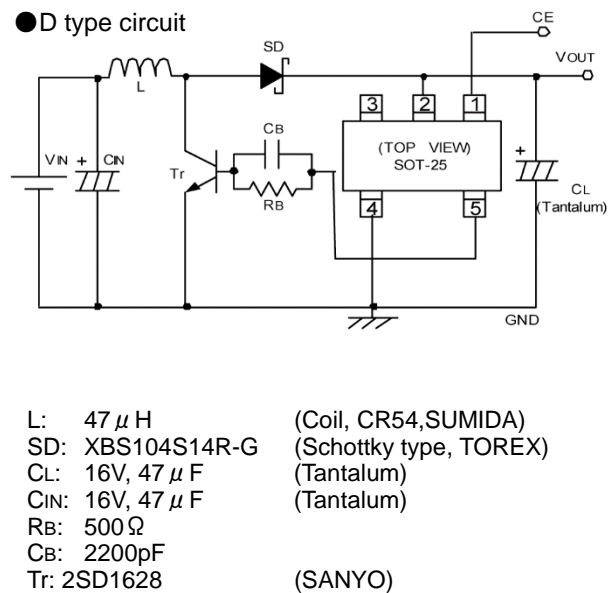 ●D type circuit
CE
VOUT
SD
L
3 2 1
(TOP VIEW)
SOT-25
CB
VIN + CIN
Tr
RB
+
CL
(Tantalum)
4 5
GND
L: 47μH (Coil, CR54,SUMIDA)
SD: XBS104S14R-G (Schottky type, TOREX)
CL: 16V, 47μF (Tantalum)
CIN: 16V, 47μF (Tantalum)
RB: 500Ω
CB: 2200pF
Tr: 2SD1628 (SANYO)